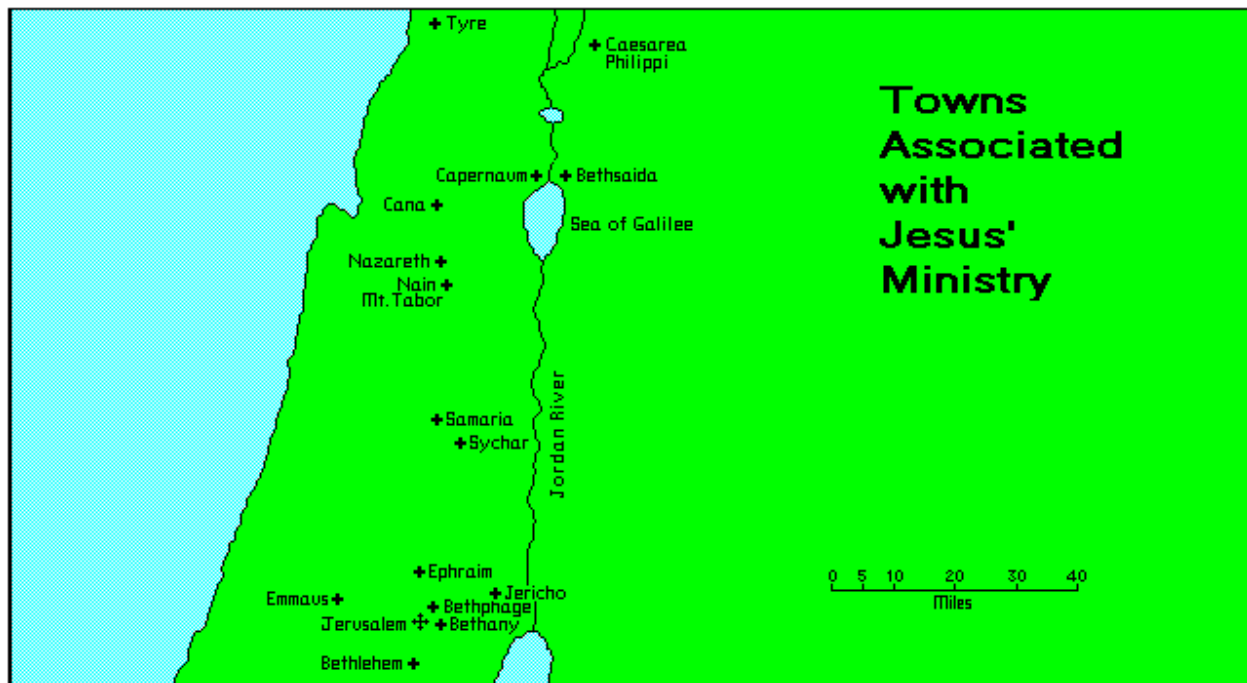 Tyre
Caesarea
Philippi
Towns
Associated
with
Jesus'
Ministry
Capernaum
Bethsaida
Cana
Sea of Galilee
Nazareth
Nain
Mt. Tabor
Jordan River
Samaria
Sychar
Ephraim
Jericho
Emmaus
Bethphage
Jerusalem
Bethany
Bethlehem
0 5 10 20 30 40
Miles